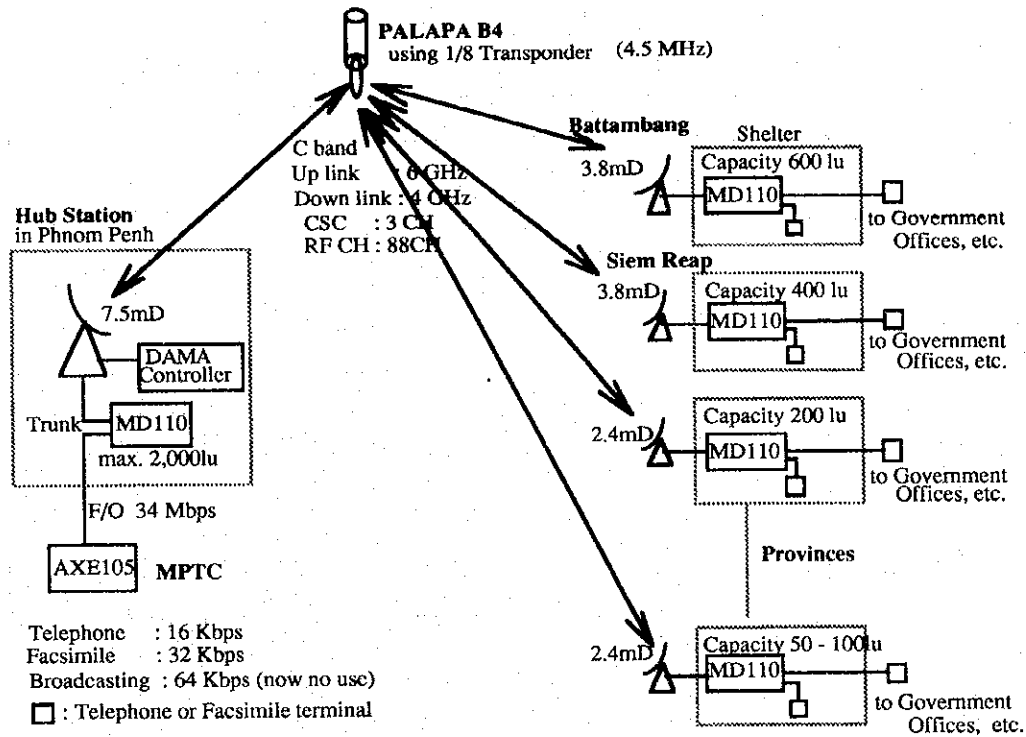 PALAPA B4
using 1/8 Transponder (4.5 MHz)
C band
Up link : 6 GHz
Down link : 4 GHz
CSC : 3 CH
RF CH : 88CH
Hub Station
in Phnom Penh
7.5mD
DAMA
Controller
Trunk
MD110
max. 2,000lu
F/O 34 Mbps
AXE105
MPTC
Telephone : 16 Kbps
Facsimile : 32 Kbps
Broadcasting : 64 Kbps (now no use)
: Telephone or Facsimile terminal
Battambang
3.8mD
Shelter
Capacity 600 lu
MD110
to Government
Offices, etc.
Siem Reap
3.8mD
Capacity 400 lu
MD110
to Government
Offices, etc.
2.4mD
Capacity 200 lu
MD110
to Government
Offices, etc.
Provinces
2.4mD
Capacity 50 - 100lu
MD110
to Government
Offices, etc.